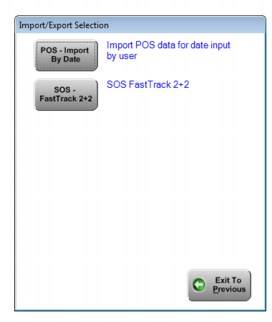 Import/Export Selection
POS - Import
By Date
Import POS data for date input
by user
SOS -
FastTrack 2+2
SOS FastTrack 2+2
Exit To
Previous